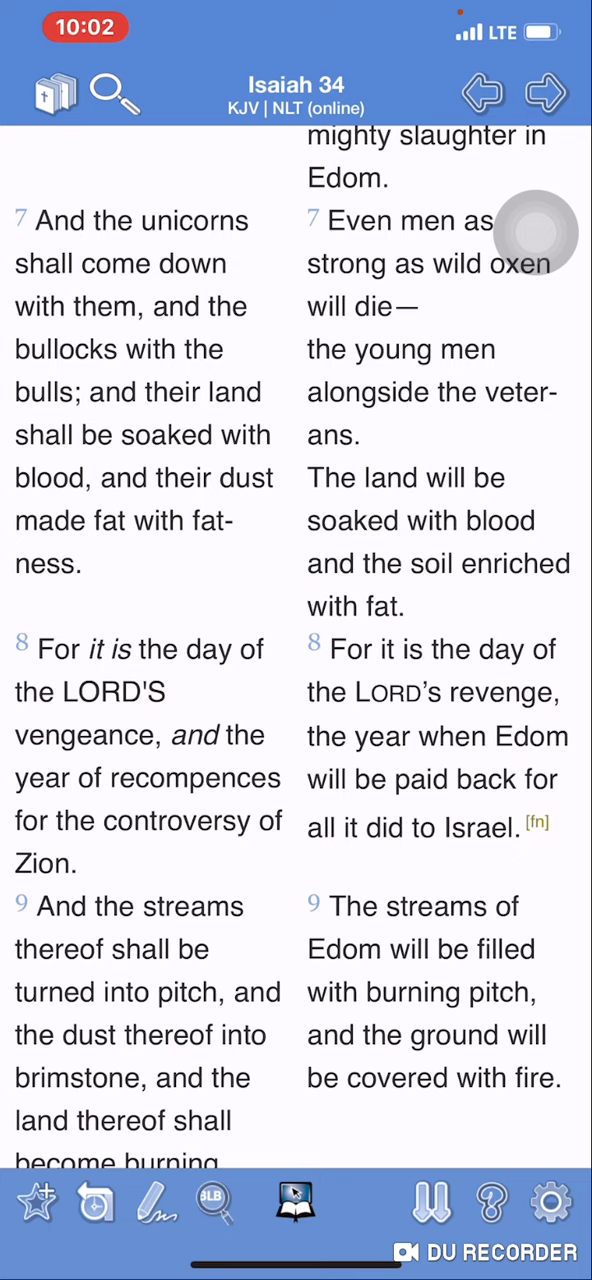 10:02
LTE
Isaiah 34
KJV | NLT (online)
7 And the unicorns
shall come down
with them, and the
bullocks with the
bulls; and their land
shall be soaked with
blood, and their dust
made fat with fat-
ness.
8 For it is the day of
the LORD'S
vengeance, and the
year of recompences
for the controversy of
Zion.
9 And the streams
thereof shall be
turned into pitch, and
the dust thereof into
brimstone, and the
land thereof shall
become burning
mighty slaughter in
Edom.
7 Even men as
strong as wild oxen
will die—
the young men
alongside the veter-
ans.
The land will be
soaked with blood
and the soil enriched
with fat.
8 For it is the day of
the LORD’s revenge,
the year when Edom
will be paid back for
all it did to Israel. [fn]
9 The streams of
Edom will be filled
with burning pitch,
and the ground will
be covered with fire.
BLB
DU RECORDER